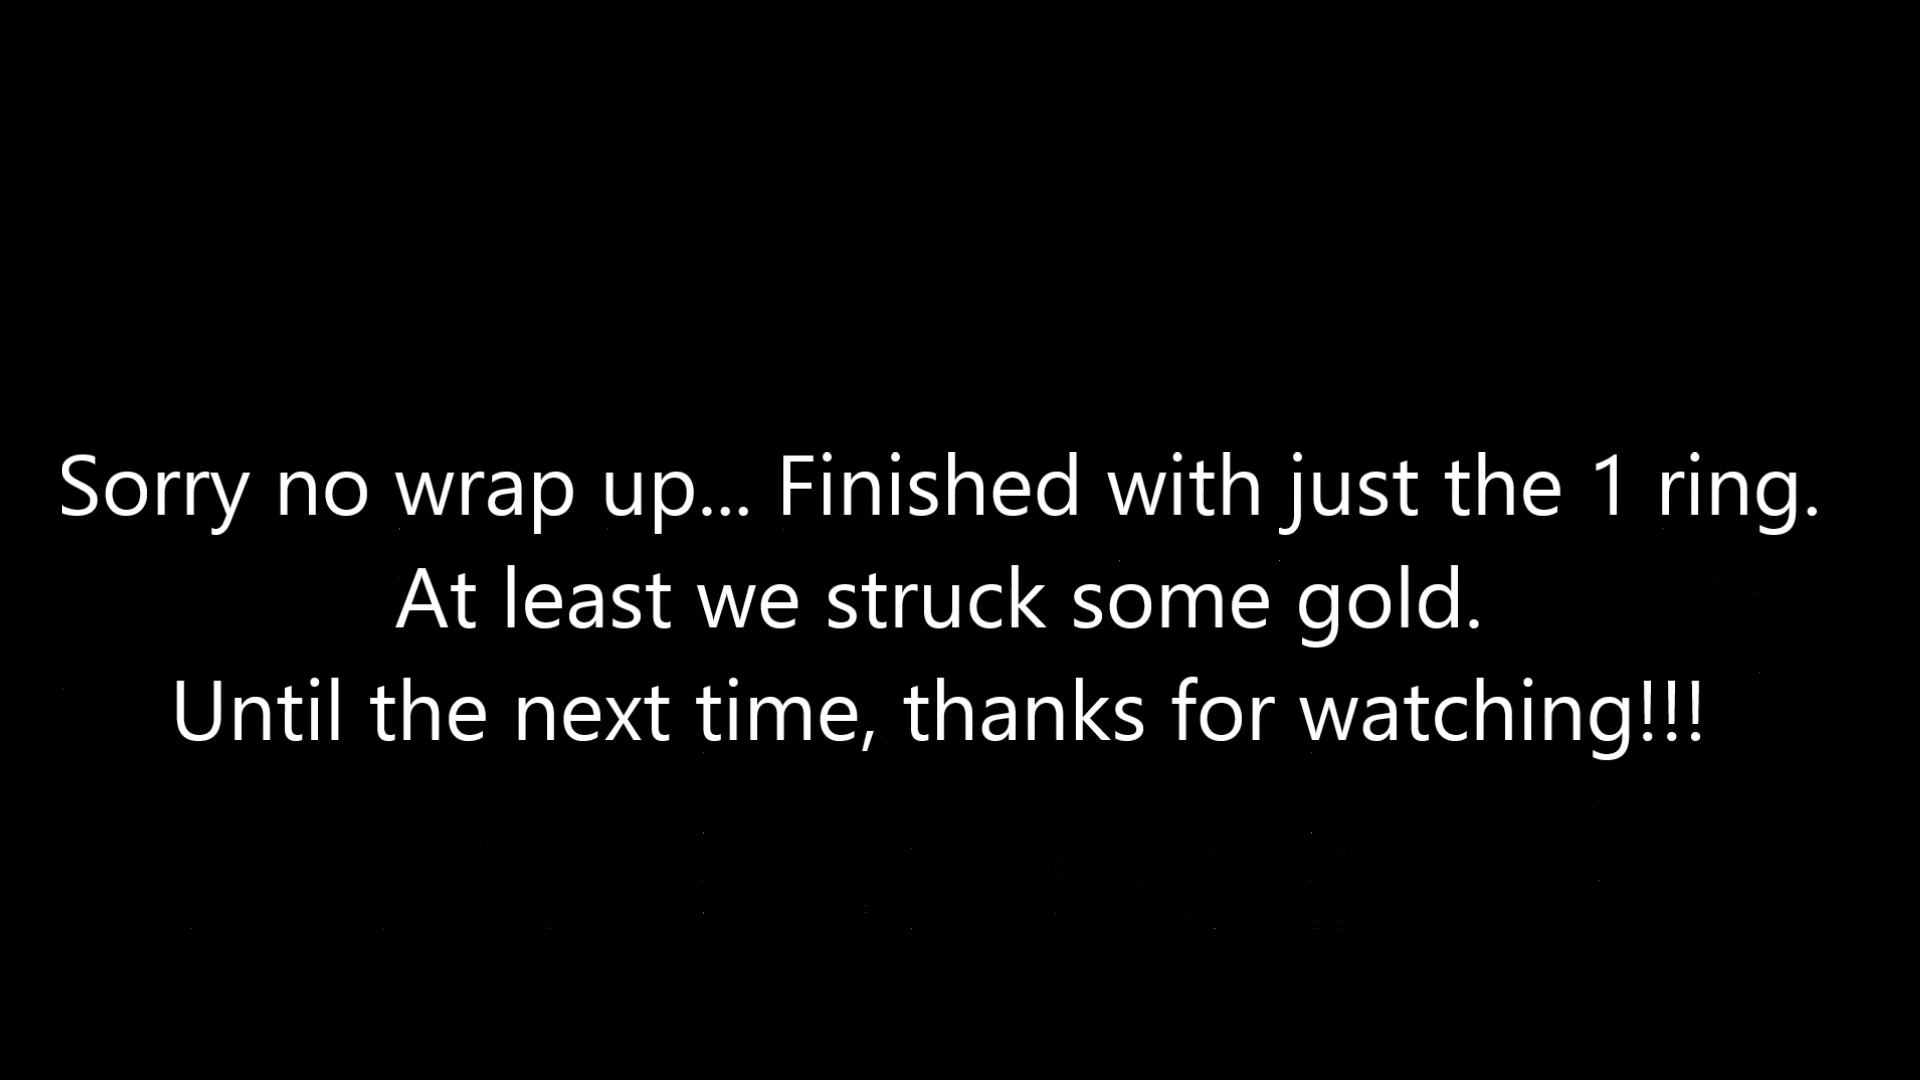 Sorry no wrap up... Finished with just the 1 ring.
At least we struck some gold.
Until the next time, thanks for watching!!!